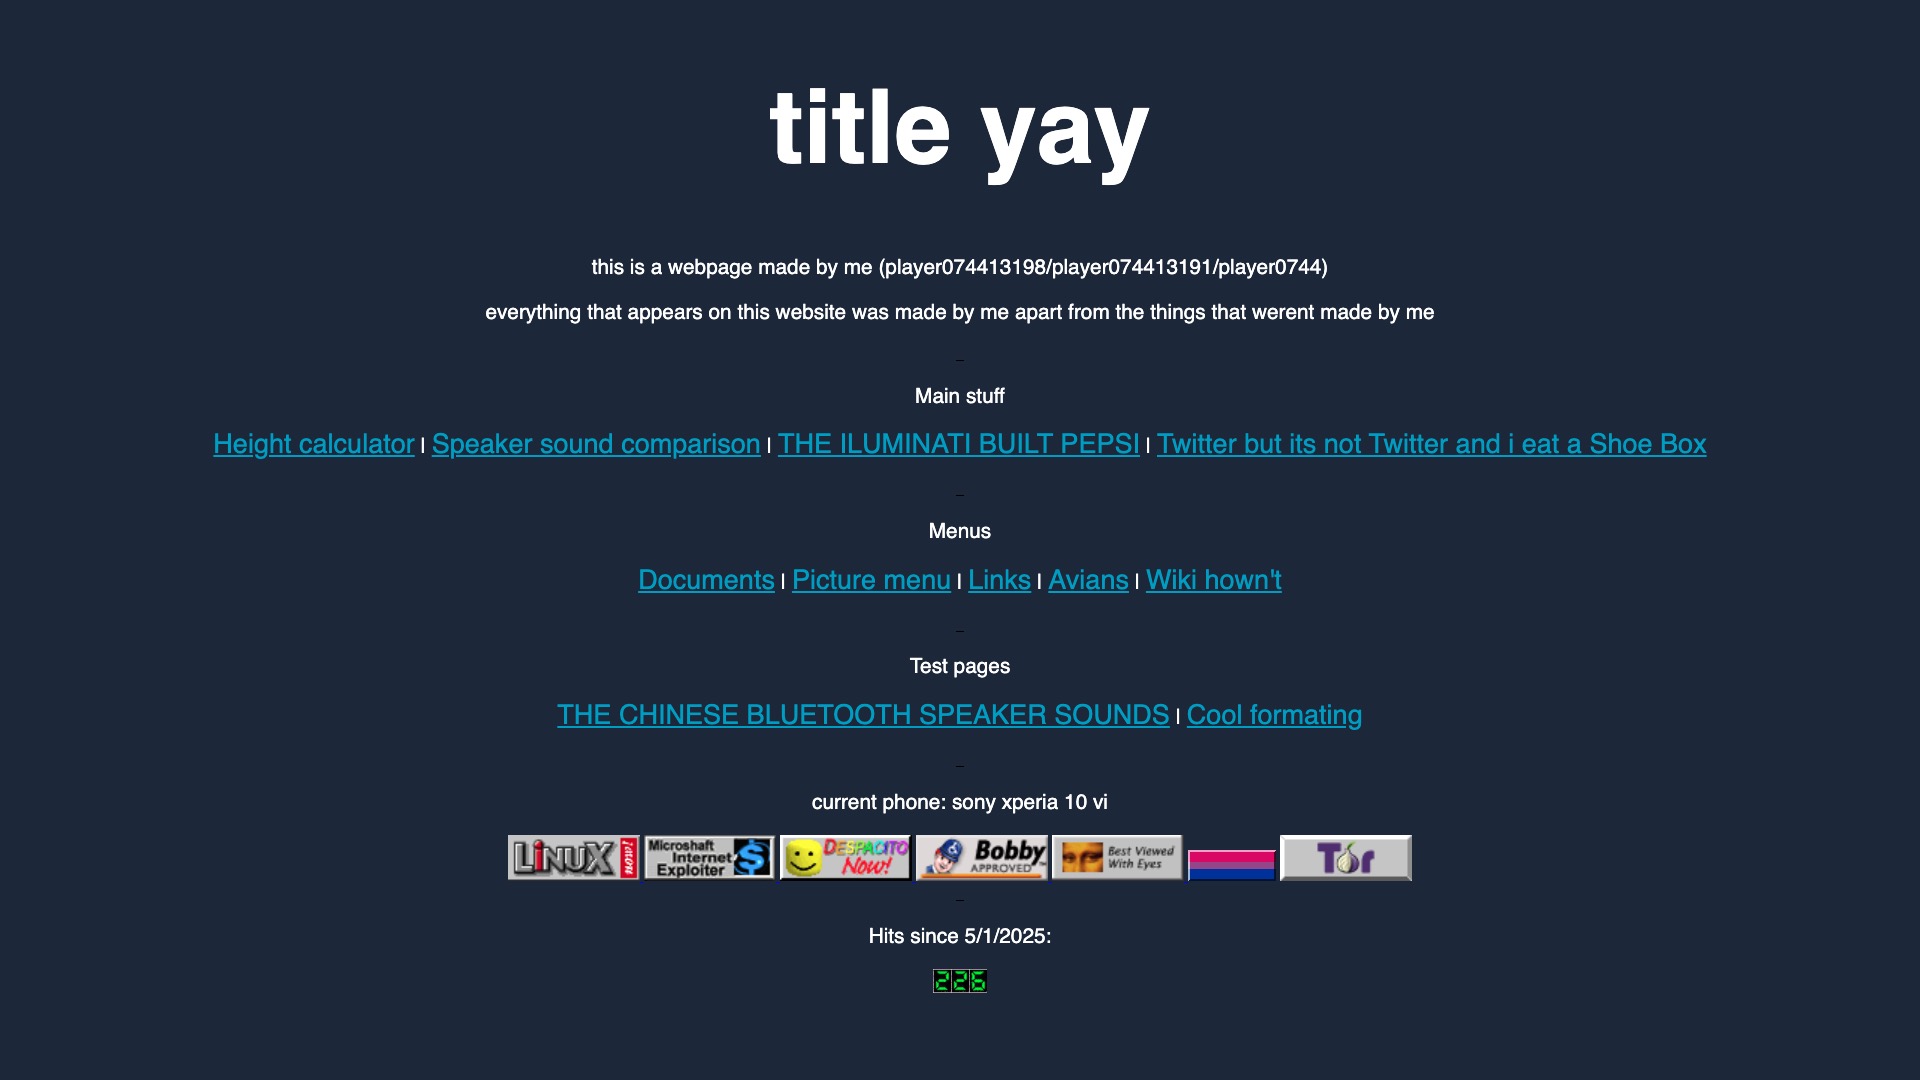 title yay
this is a webpage made by me (player074413198/player074413191/player0744)
everything that appears on this website was made by me apart from the things that werent made by me
_
Main stuff
Height calculator | Speaker sound comparison | THE ILUMINATI BUILT PEPSI | Twitter but its not Twitter and i eat a Shoe Box
_
Menus
Documents | Picture menu | Links | Avians | Wiki hown't
_
Test pages
THE CHINESE BLUETOOTH SPEAKER SOUNDS | Cool formating
_
current phone: sony xperia 10 vi
LINUX now! Microshaft Internet Exploiter $ DESPACITO Now! Bobby APPROVED™ Best Viewed With Eyes Tor
_
Hits since 5/1/2025:
226